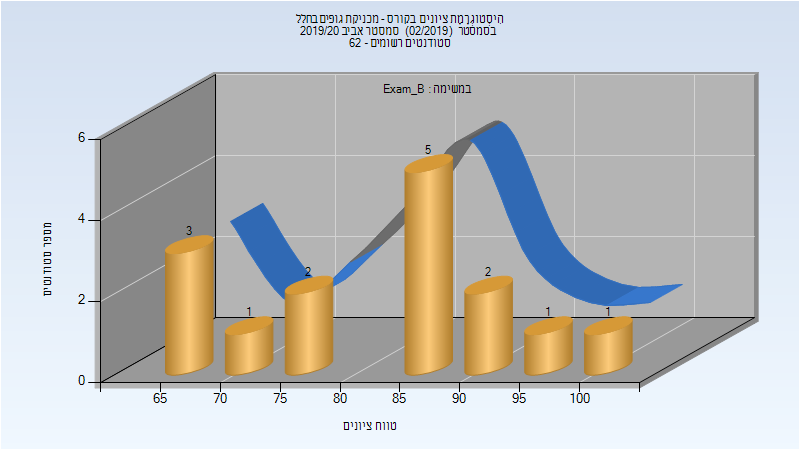 היסטוגרמת ציונים בקורס - מכניקת גופים בחלל
בסמסטר (02/2019) סמסטר אביב 2019/20
סטודנטים רשומים - 62
במשימה : Exam_B
מספר סטודנטים
6
4
2
0
3
1
2
5
2
1
1
65 70 75 80 85 90 95 100
טווח ציונים